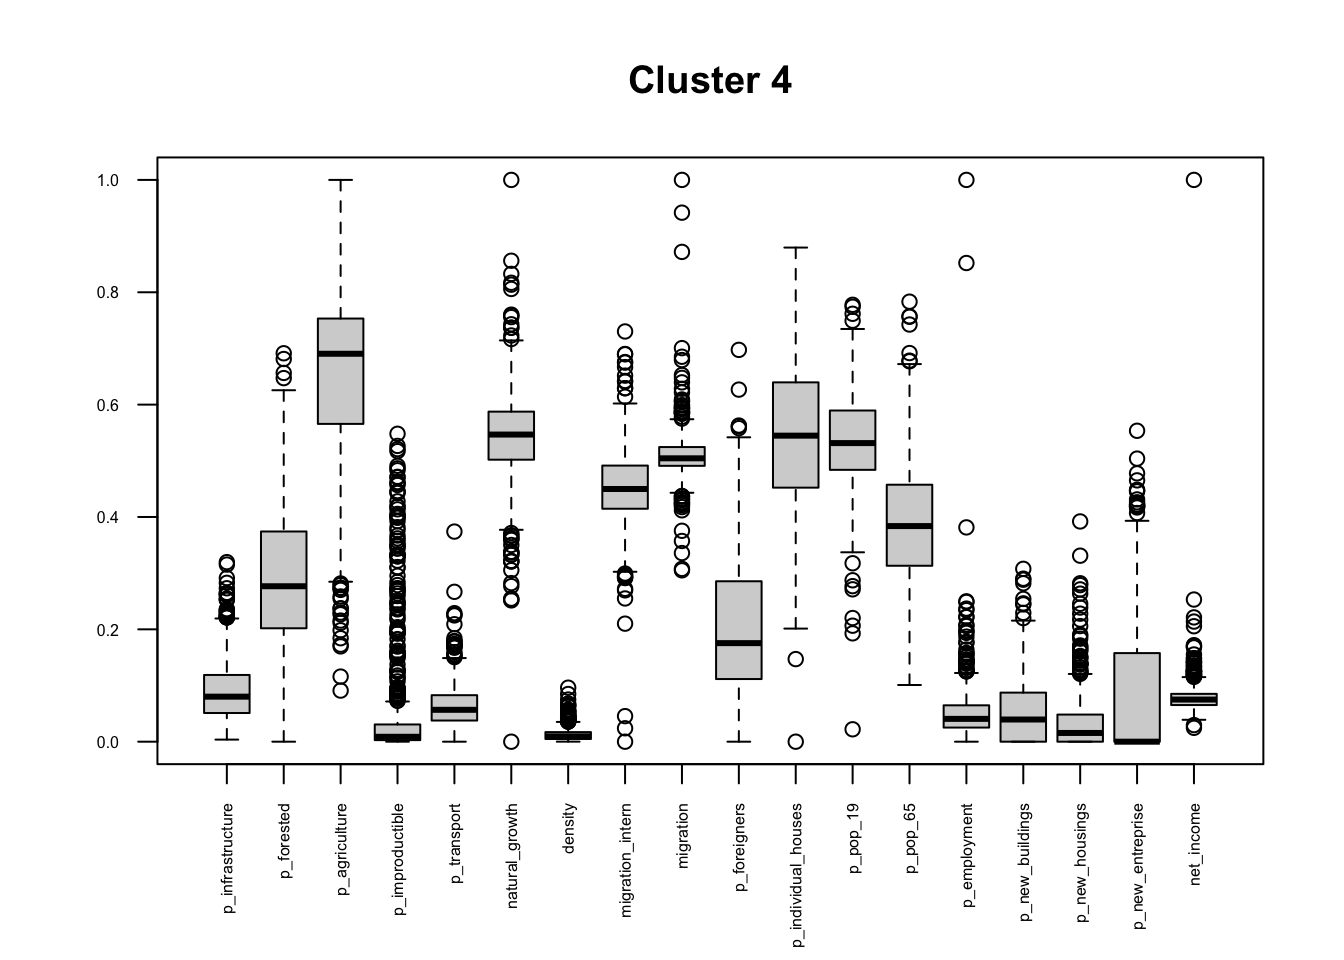 Cluster 4
1.0
0.8
0.6
0.4
0.2
0.0
p_infrastructure
p_forested
p_agriculture
p_improductible
p_transport
natural_growth
density
migration_intern
migration
p_foreigners
p_individual_houses
p_pop_19
p_pop_65
p_employment
p_new_buildings
p_new_housings
p_new_entreprise
net_income